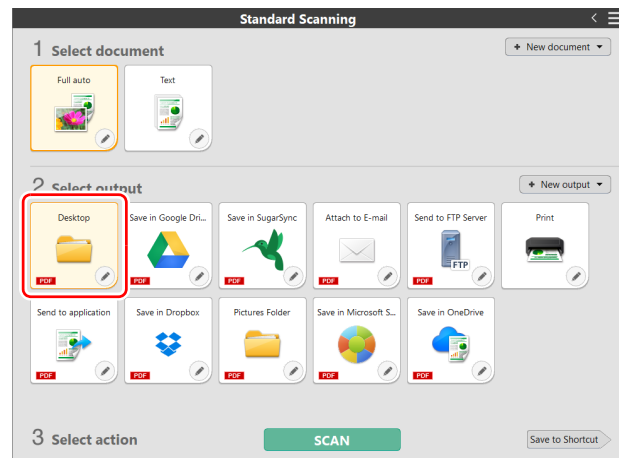 Standard Scanning
1 Select document
+ New document
Full auto
Text
2 Select output
+ New output
Desktop
Save in Google Dri...
Save in SugarSync
Attach to E-mail
Send to FTP Server
Print
PDF
PDF
PDF
PDF
FTP
PDF
Send to application
Save in Dropbox
Pictures Folder
Save in Microsoft S...
Save in OneDrive
PDF
PDF
PDF
PDF
PDF
3 Select action
SCAN
Save to Shortcut